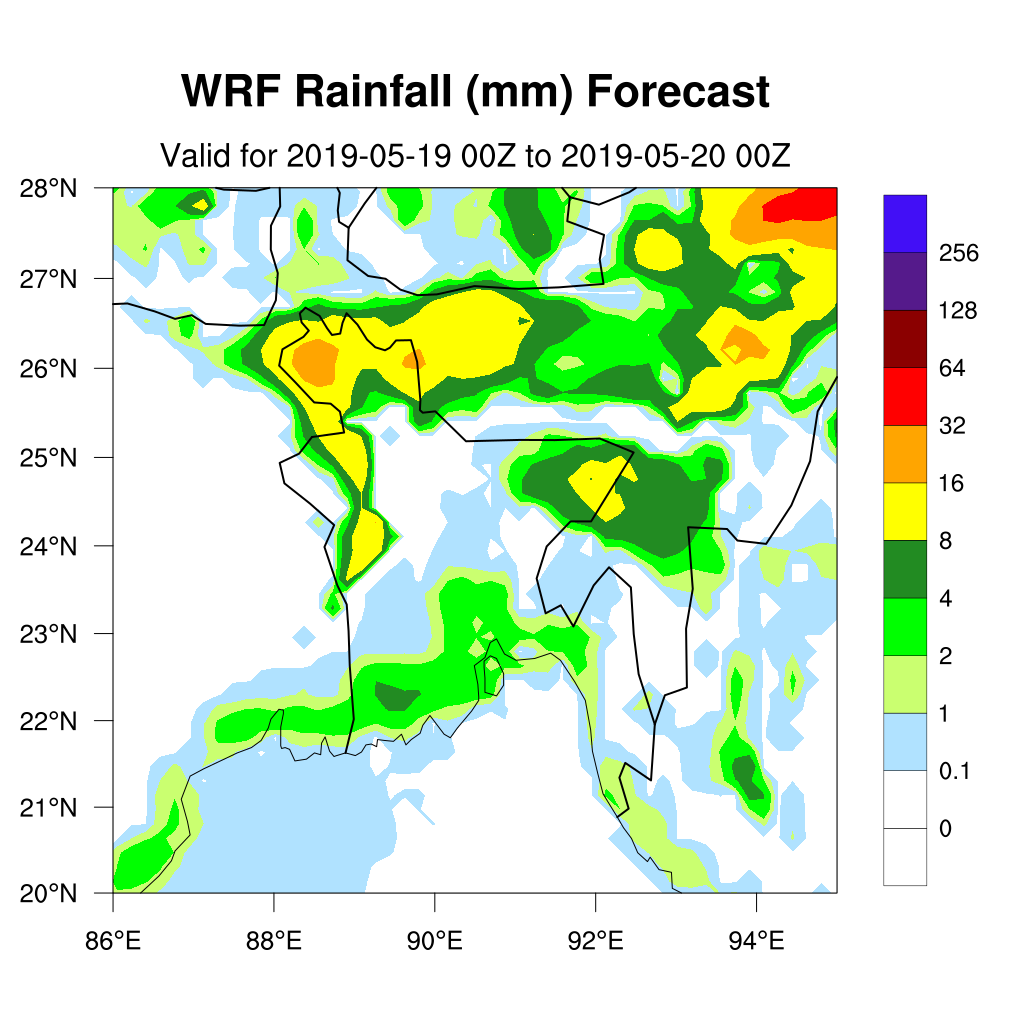 WRF Rainfall (mm) Forecast
Valid for 2019-05-19 00Z to 2019-05-20 00Z
28°N
27°N
26°N
25°N
24°N
23°N
22°N
21°N
20°N
86°E
88°E
90°E
92°E
94°E
256
128
64
32
16
8
4
2
1
0.1
0